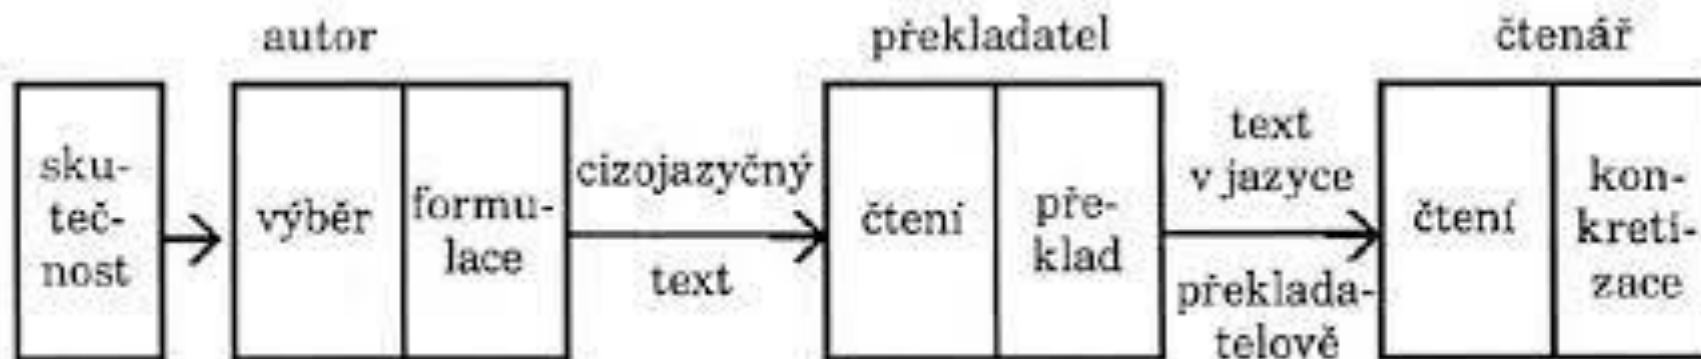 autor
překladatel
čtenář
sku-
teč-
nost
výběr
formu-
lace
cizojazyčný
text
čtení
pře-
klad
text
v jazyce
překlada-
telově
čtení
kon-
kreti-
zace